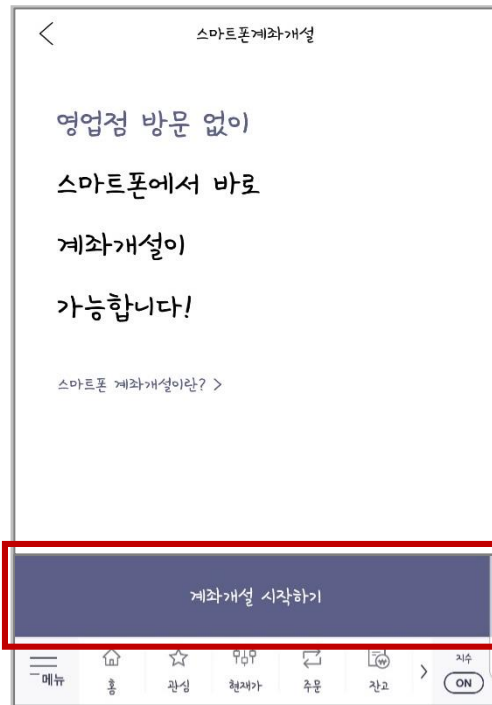 스마트폰계좌개설
영업점 방문 없이
스마트폰에서 바로
계좌개설이
가능합니다!
스마트폰 계좌개설이란? >
계좌개설 시작하기
메뉴 홈 관심 현재가 주문 잔고 > 지수 ON